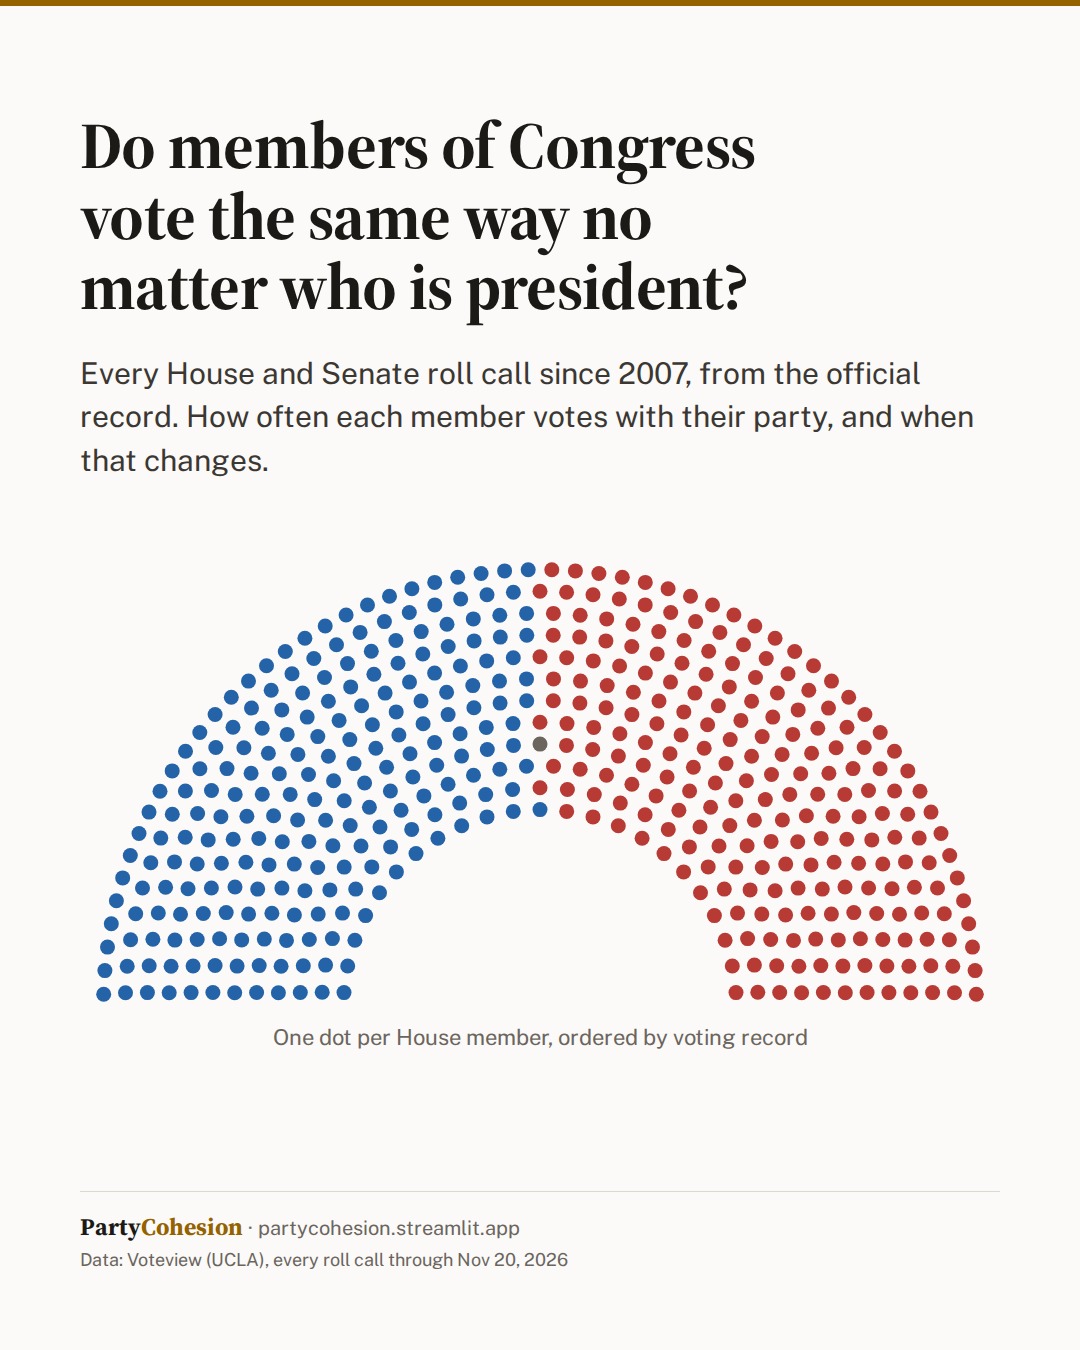 Do members of Congress
vote the same way no
matter who is president?
Every House and Senate roll call since 2007, from the official
record. How often each member votes with their party, and when
that changes.
One dot per House member, ordered by voting record
PartyCohesion · partycohesion.streamlit.app
Data: Voteview (UCLA), every roll call through Nov 20, 2026